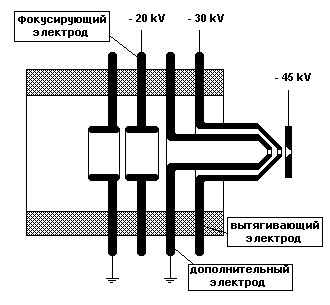 фокусирующий
электрод
- 20 kV
- 30 kV
- 45 kV
вытягивающий
электрод
дополнительный
электрод